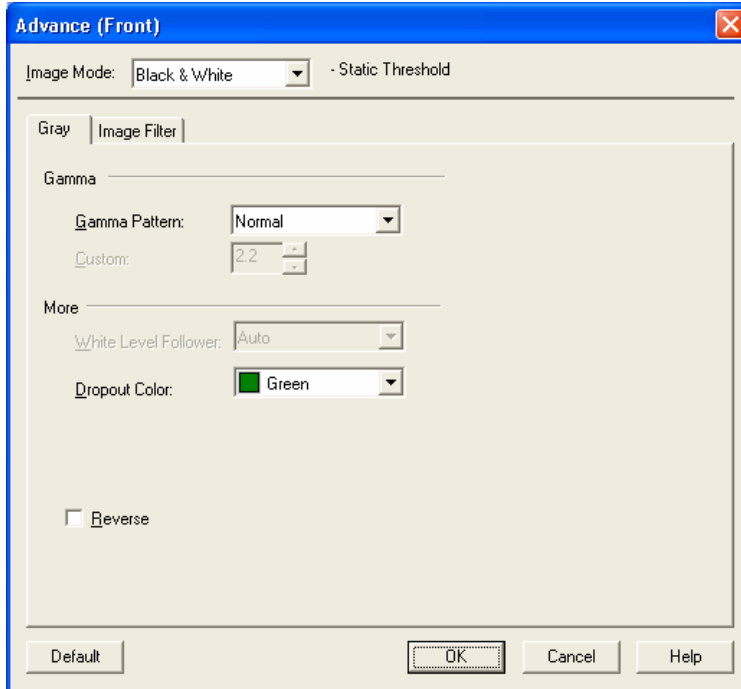 Advance (Front)
Image Mode: Black & White - Static Threshold
Gray Image Filter
Gamma
Gamma Pattern: Normal
Custom: 2.2
More
White Level Follower: Auto
Dropout Color: Green
Reverse
Default OK Cancel Help